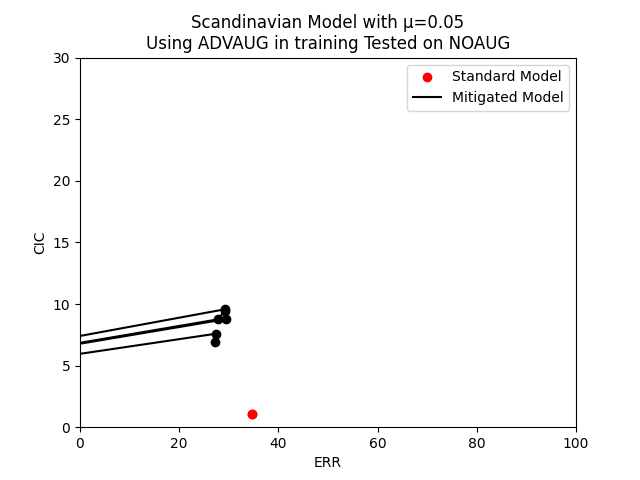 Scandinavian Model with μ=0.05
Using ADVAUG in training Tested on NOAUG
Standard Model
Mitigated Model
30
25
20
15
10
5
0
CIC
0 20 40 60 80 100
ERR